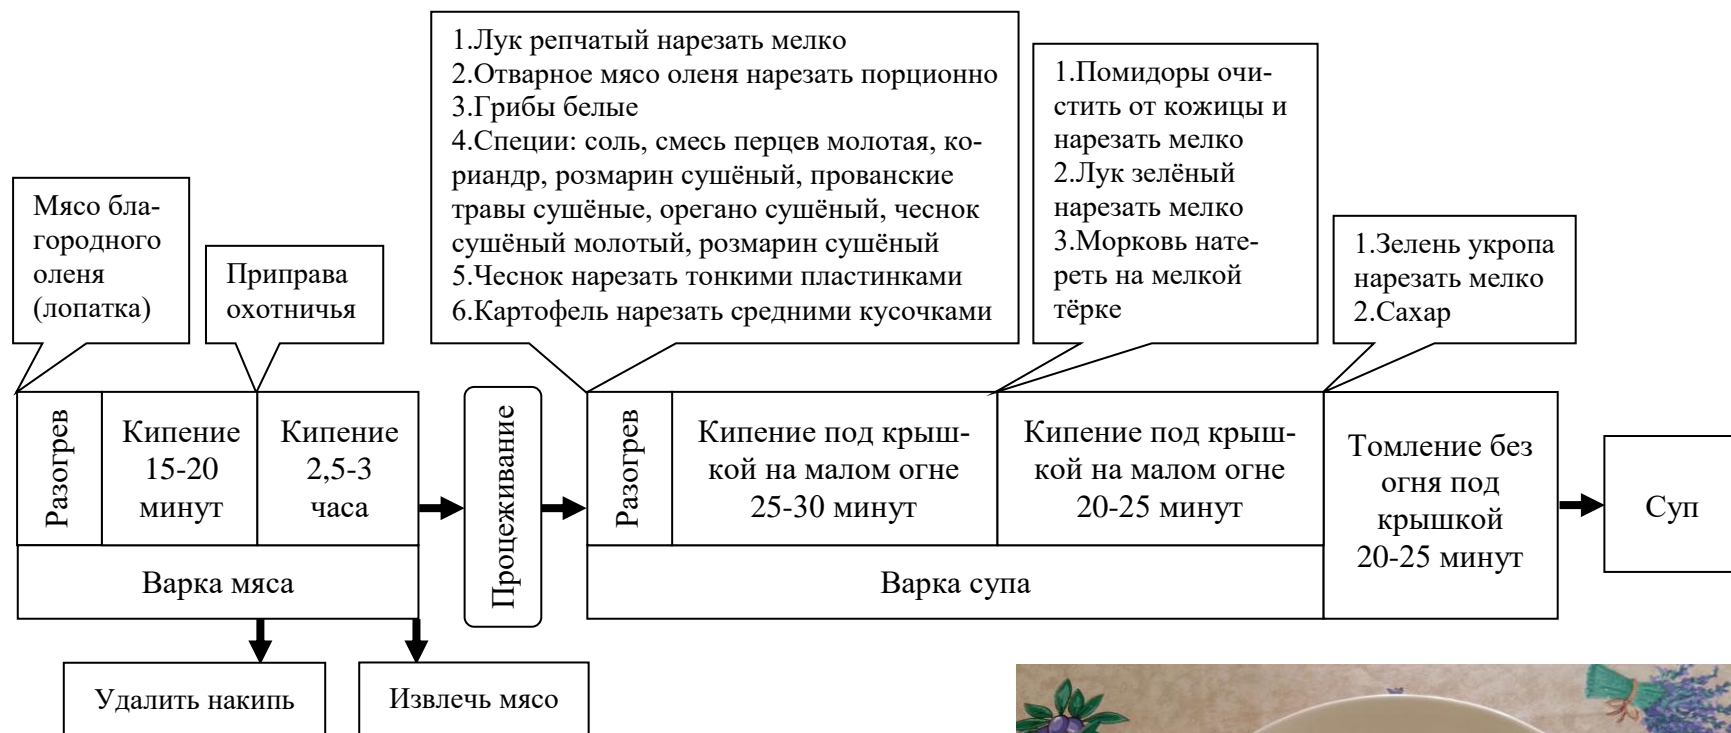 Мясо бла-
городного
оленя
(лопатка)
Приправа
охотничья
1.Лук репчатый нарезать мелко
2.Отварное мясо оленя нарезать порционно
3.Грибы белые
4.Специи: соль, смесь перцев молотая, ко-
риандр, розмарин сушёный, прованские
травы сушёные, орегано сушёный, чеснок
сушёный молотый, розмарин сушёный
5.Чеснок нарезать тонкими пластинками
6.Картофель нарезать средними кусочками
1.Помидоры очи-
стить от кожицы и
нарезать мелко
2.Лук зелёный
нарезать мелко
3.Морковь нате-
реть на мелкой
тёрке
1.Зелень укропа
нарезать мелко
2.Сахар
Разогрев
Кипение
15-20
минут
Кипение
2,5-3
часа
Варка мяса
Процеживание
Разогрев
Кипение под крыш-
кой на малом огне
25-30 минут
Кипение под крыш-
кой на малом огне
20-25 минут
Варка супа
Томление без
огня под
крышкой
20-25 минут
Суп
Удалить накипь
Извлечь мясо